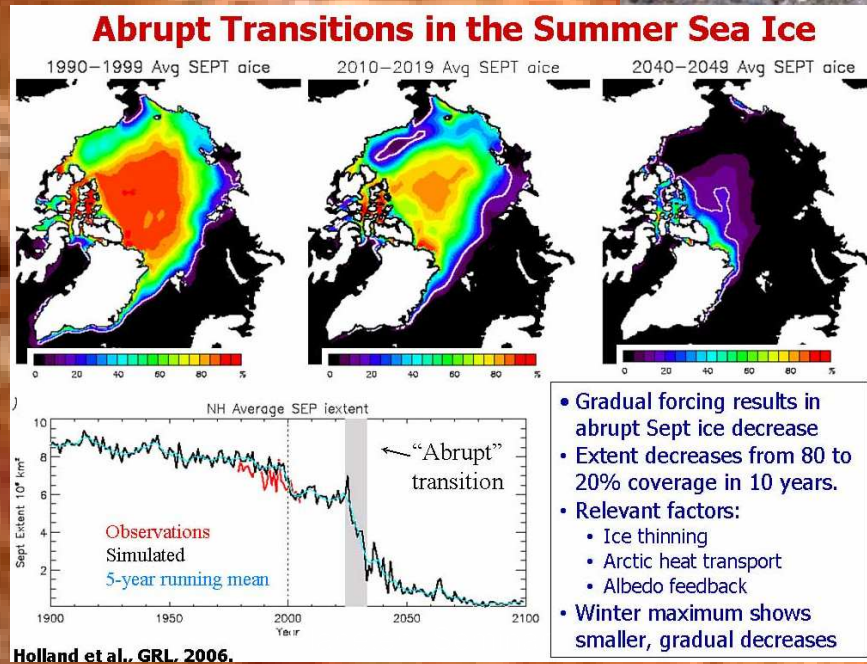 Abrupt Transitions in the Summer Sea Ice
1990–1999 Avg SEPT aice
2010–2019 Avg SEPT aice
2040–2049 Avg SEPT aice
0 20 40 60 80 %
0 20 40 60 80 %
0 20 40 60 80 %
)
NH Average SEP iextent
Sept Extent 10⁶ km²
10
8
6
4
2
"Abrupt"
transition
Observations
Simulated
5-year running mean
1900 1950 2000 2050 2100
Year
Holland et al., GRL, 2006.
• Gradual forcing results in
abrupt Sept ice decrease
• Extent decreases from 80 to
20% coverage in 10 years.
• Relevant factors:
• Ice thinning
• Arctic heat transport
• Albedo feedback
• Winter maximum shows
smaller, gradual decreases